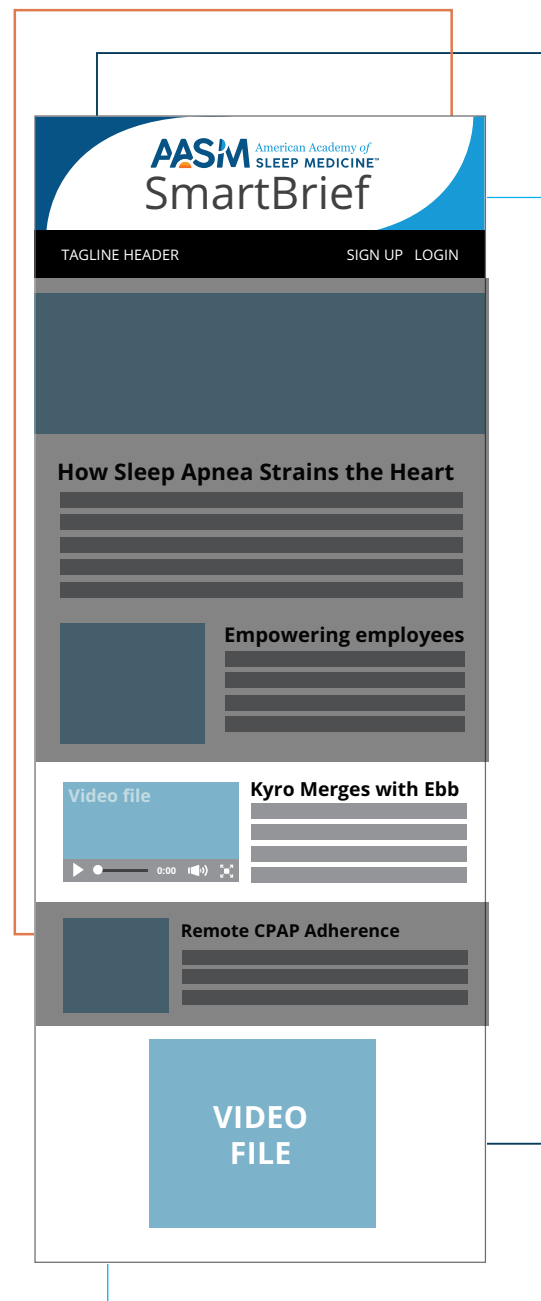 AASM American Academy of
SLEEP MEDICINE™
SmartBrief
TAGLINE HEADER SIGN UP LOGIN
How Sleep Apnea Strains the Heart
Empowering employees
Video file
Kyro Merges with Ebb
0:00
Remote CPAP Adherence
VIDEO
FILE